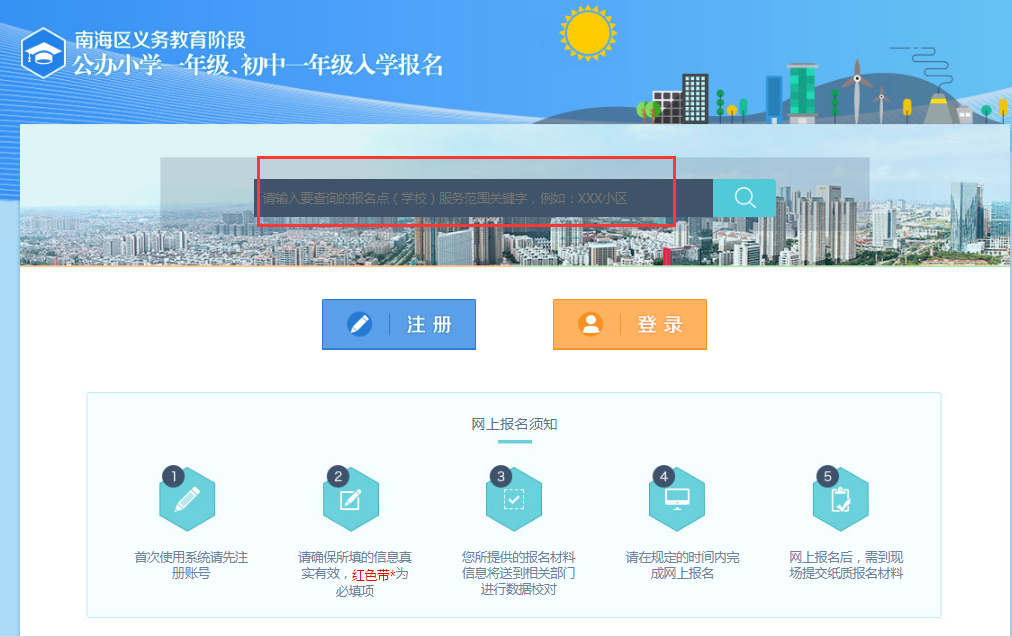 南海区义务教育阶段
公办小学一年级、初中一年级入学报名
请输入要查询的报名点（学校）服务范围关键字，例如：XXX小区
注 册
登 录
网上报名须知
1
2
3
4
5
首次使用系统请先注
册账号
请确保所填的信息真
实有效，红色带*为
必填项
您所提供的报名材料
信息将送到相关部门
进行数据校对
请在规定的时间内完
成网上报名
网上报名后，需到现
场提交纸质报名材料